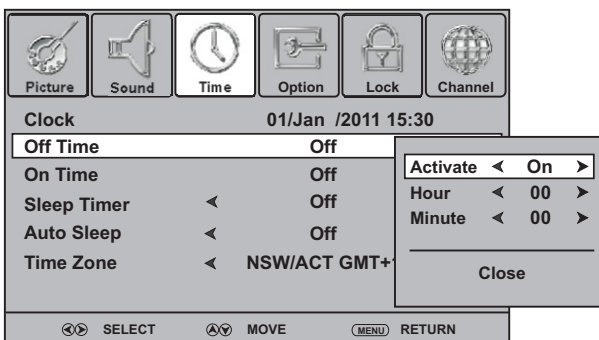 Picture Sound Time Option Lock Channel
Clock 01/Jan /2011 15:30
Off Time Off
On Time Off
Sleep Timer Off
Auto Sleep Off
Time Zone NSW/ACT GMT+
Activate On
Hour 00
Minute 00
Close
SELECT MOVE MENU RETURN